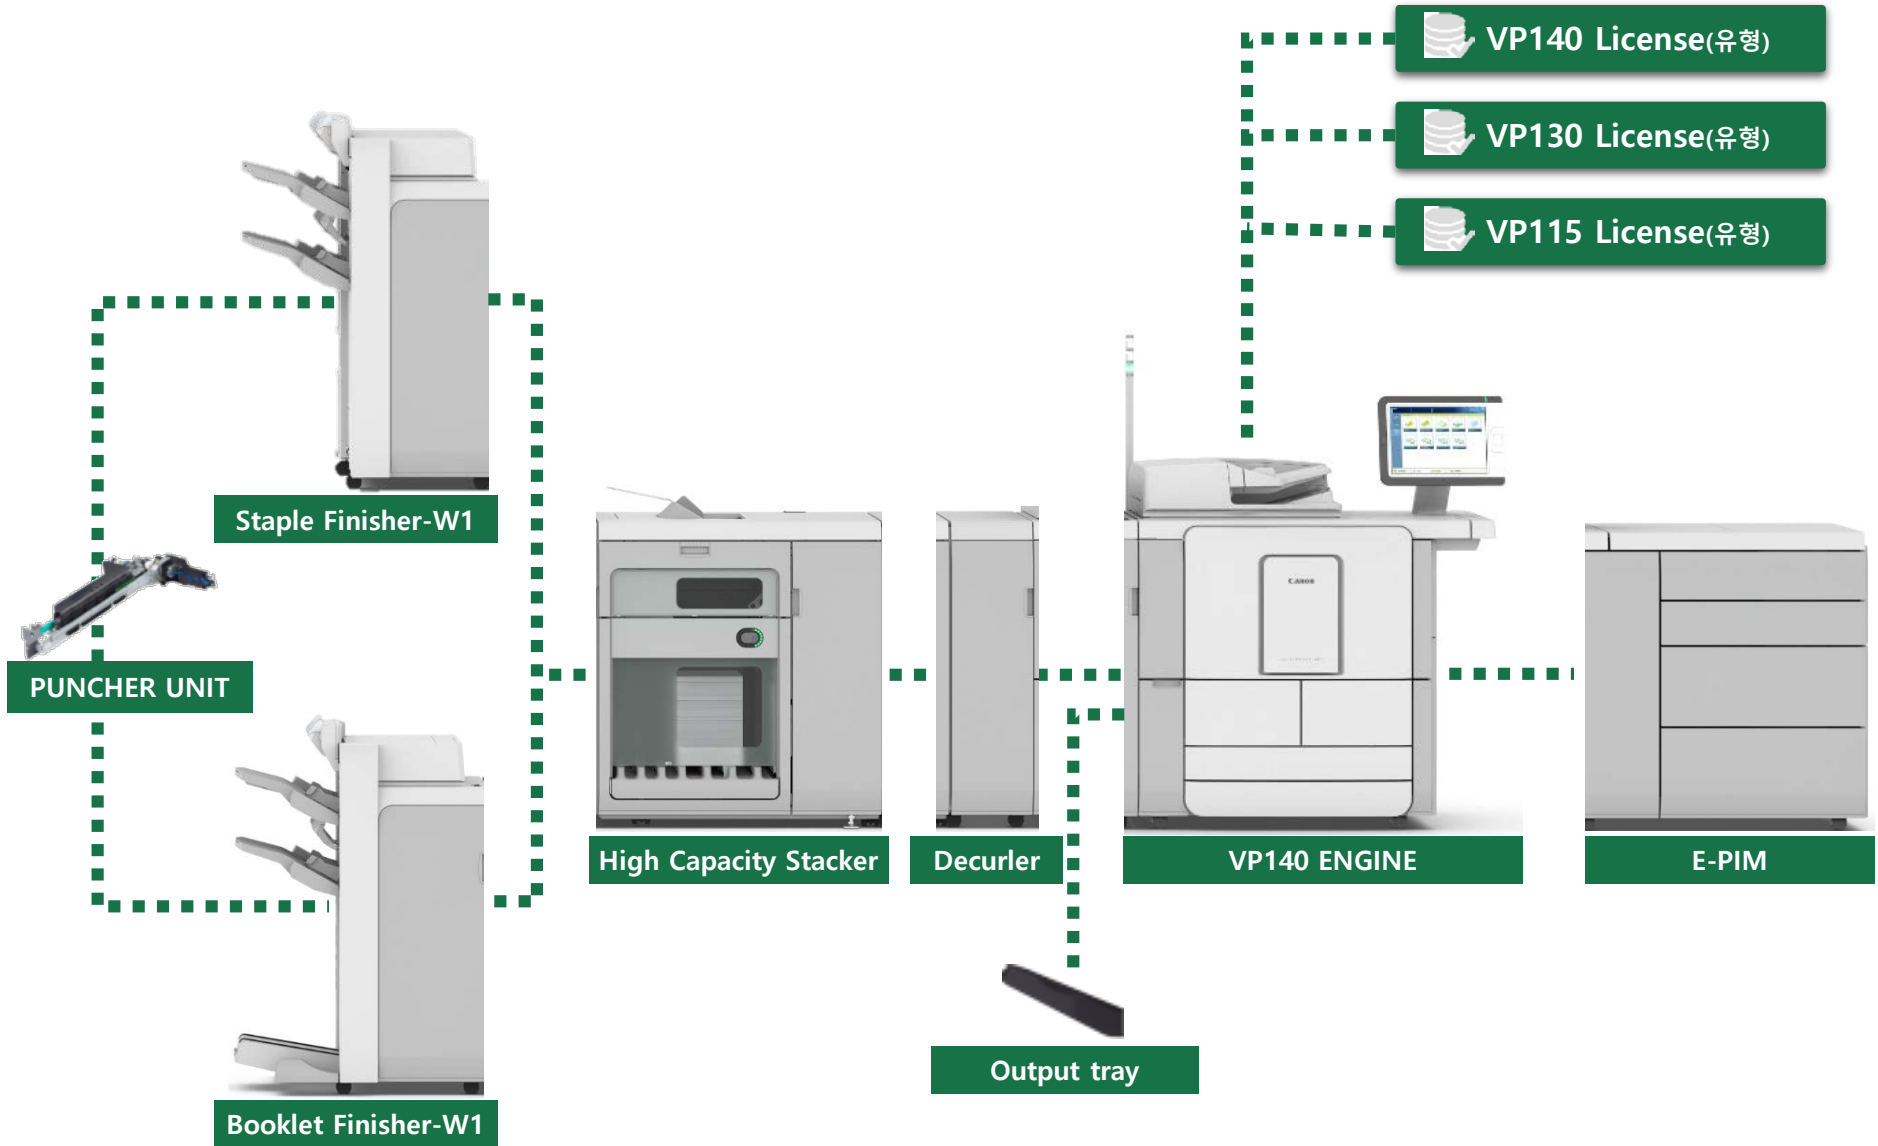 VP140 License(유형)
VP130 License(유형)
VP115 License(유형)
Staple Finisher-W1
Canon
PUNCHER UNIT
High Capacity Stacker
Decurler
VP140 ENGINE
E-PIM
Output tray
Booklet Finisher-W1